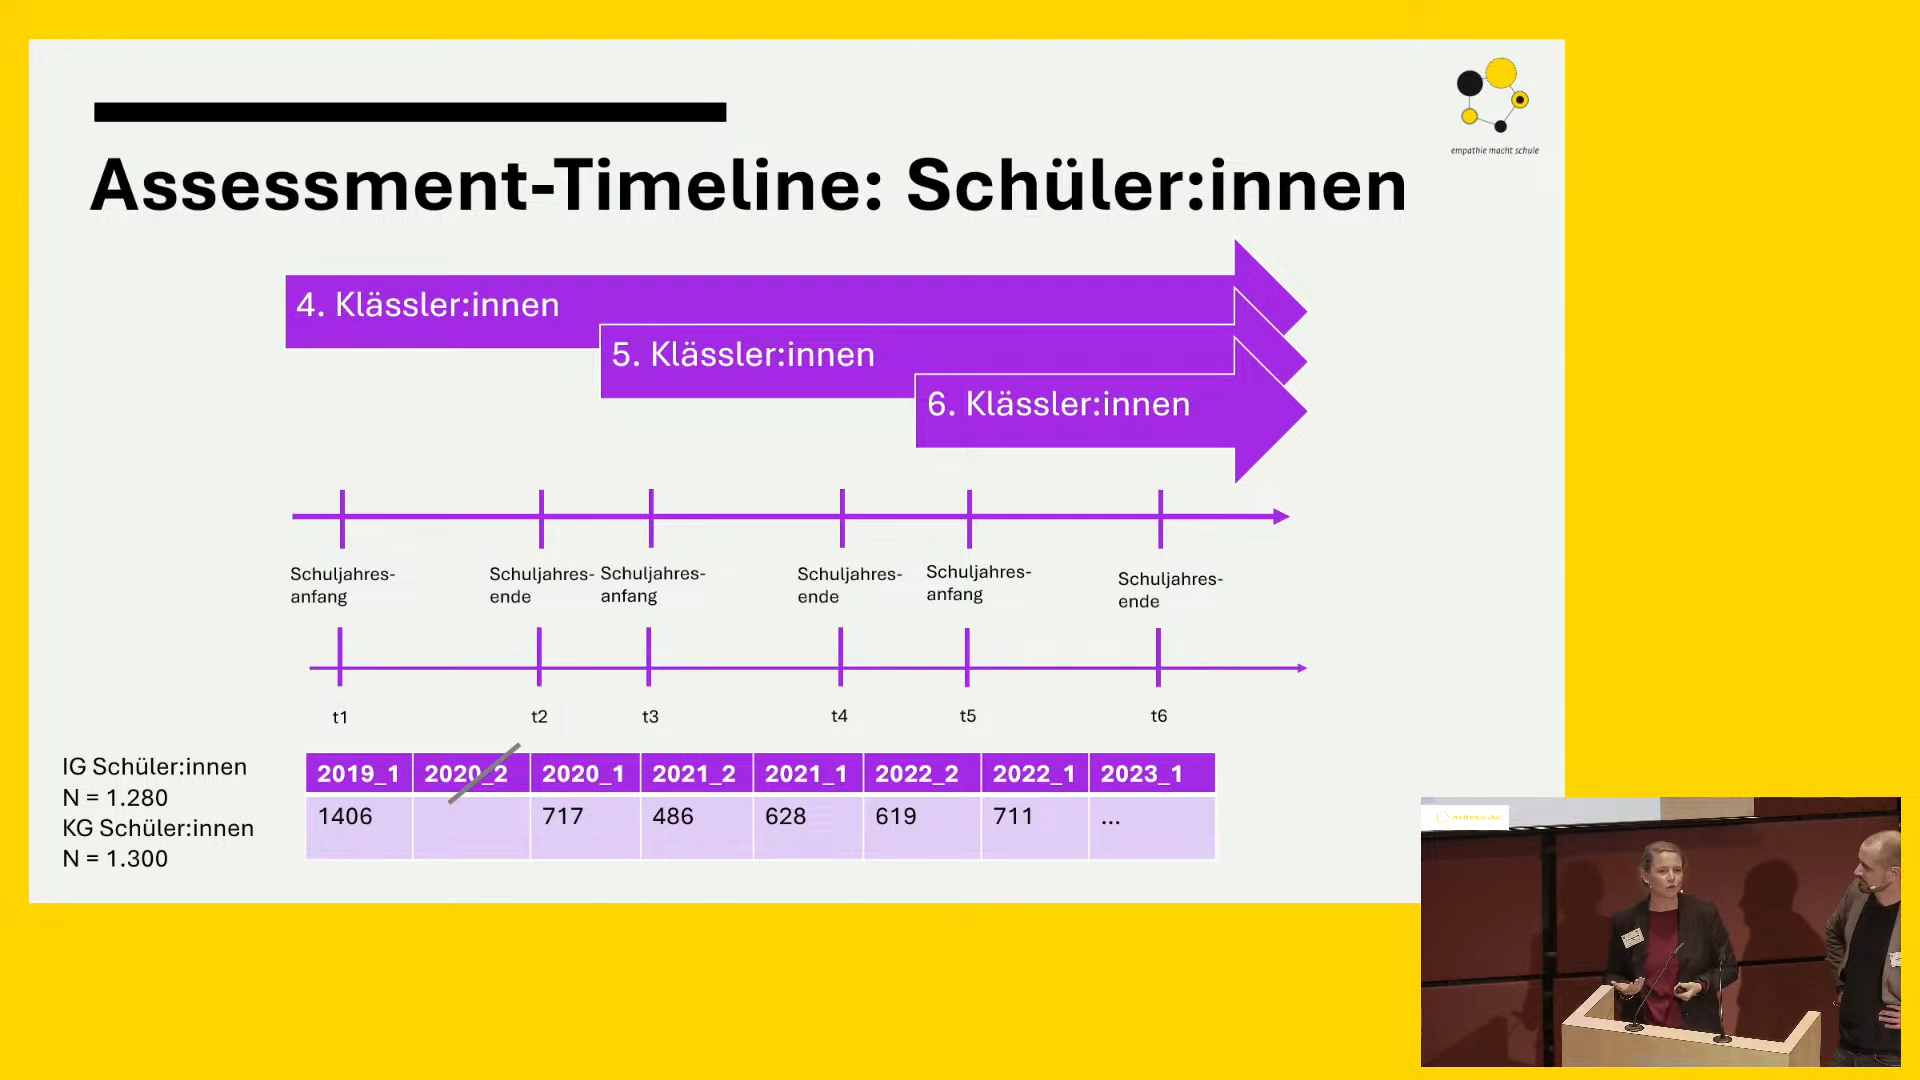 empathie macht schule
Assessment-Timeline: Schüler:innen
4. Klässler:innen
5. Klässler:innen
6. Klässler:innen
Schuljahres-
anfang
Schuljahres-
ende
Schuljahres-
anfang
Schuljahres-
ende
Schuljahres-
anfang
Schuljahres-
ende
t1 t2 t3 t4 t5 t6
IG Schüler:innen
N = 1.280
KG Schüler:innen
N = 1.300
2019_1 2020_2 2020_1 2021_2 2021_1 2022_2 2022_1 2023_1
1406 717 486 628 619 711 ...